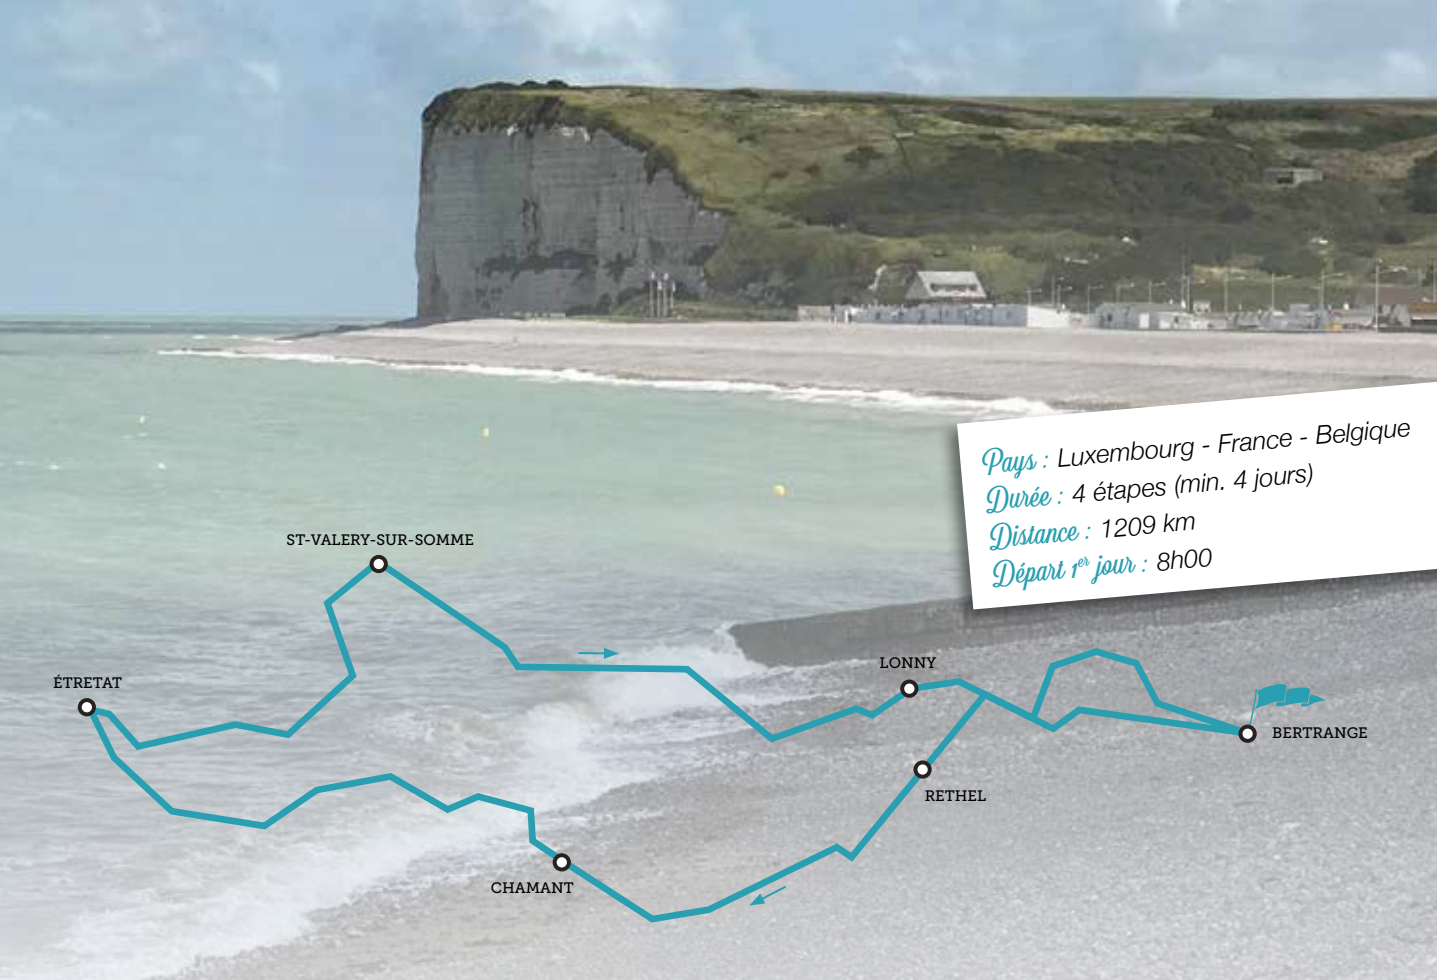 Pays : Luxembourg - France - Belgique
Durée : 4 étapes (min. 4 jours)
Distance : 1209 km
Départ 1er jour : 8h00
ST-VALERY-SUR-SOMME
LONNY
ÉTRETAT
BERTRANGE
RETHEL
CHAMANT